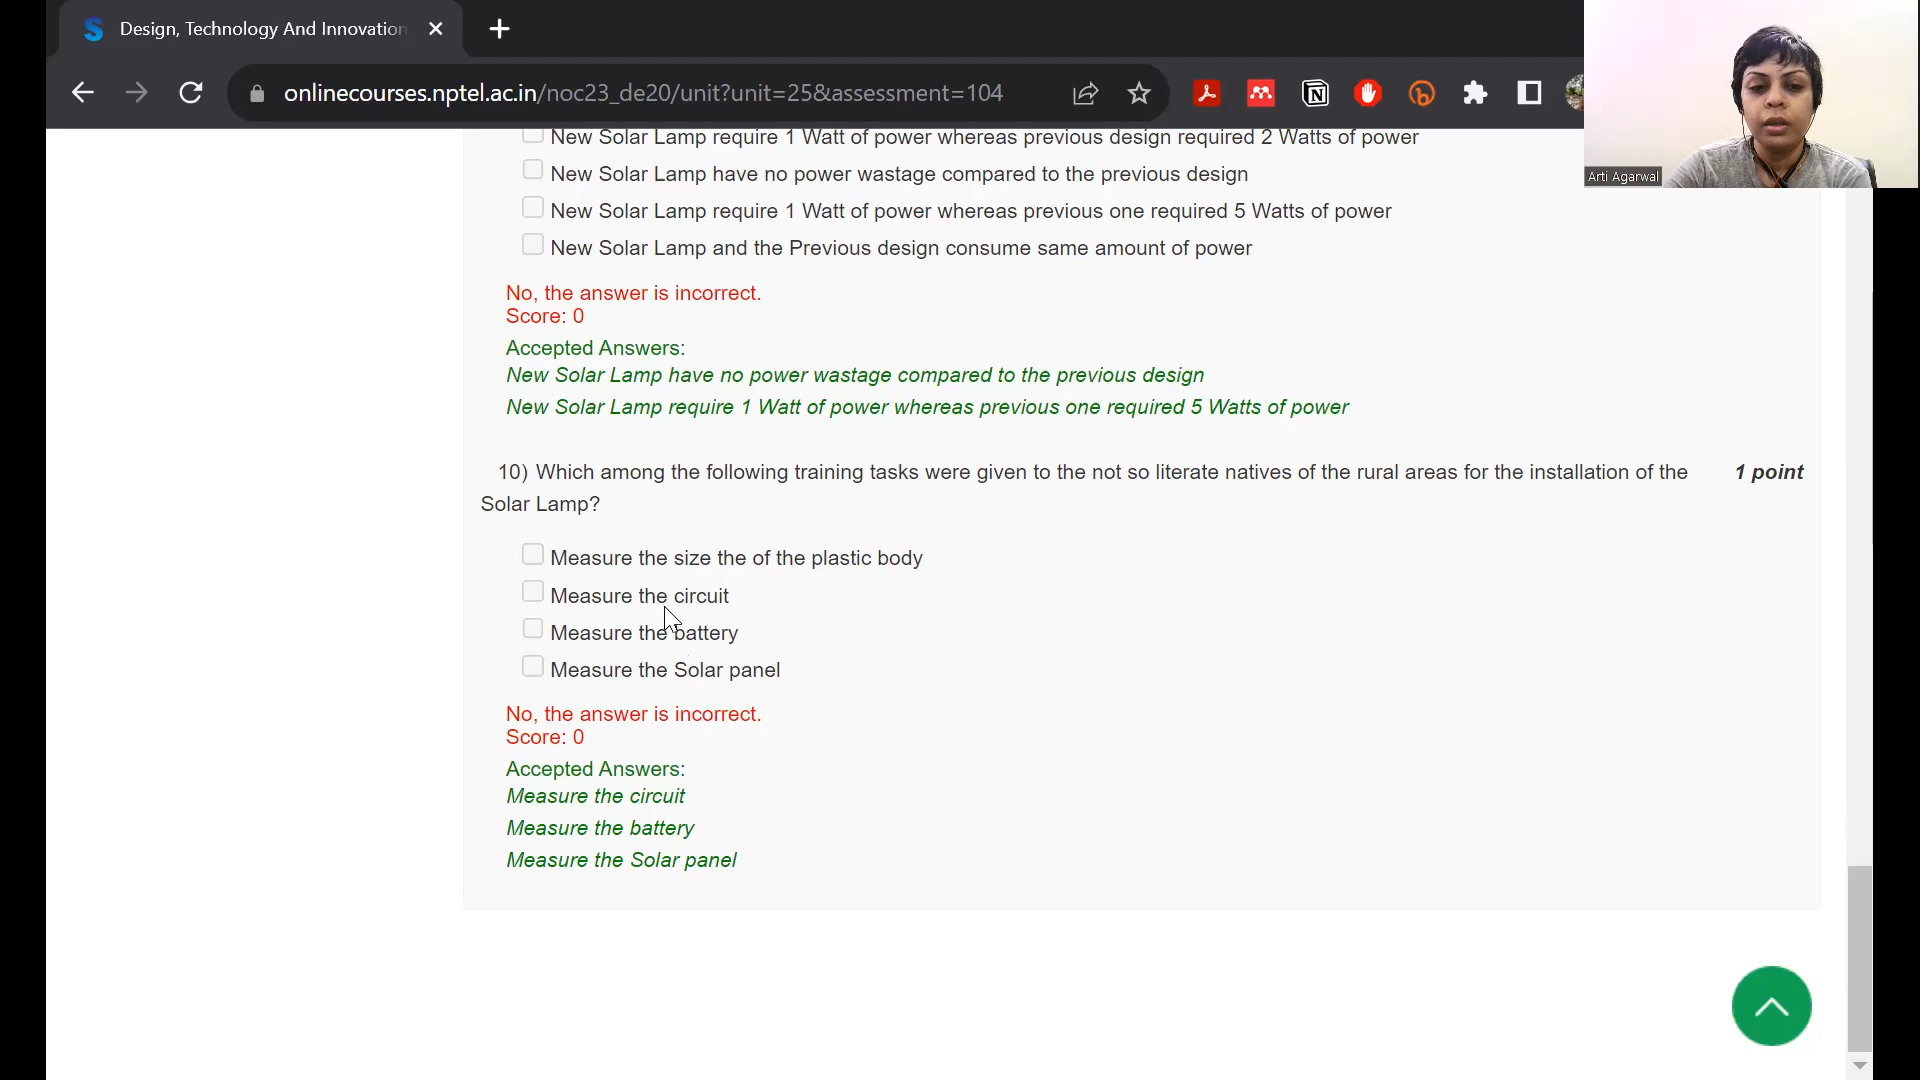 Design, Technology And Innovation
onlinecourses.nptel.ac.in/noc23_de20/unit?unit=25&assessment=104
Arti Agarwal
New Solar Lamp require 1 Watt of power whereas previous design required 2 Watts of power
New Solar Lamp have no power wastage compared to the previous design
New Solar Lamp require 1 Watt of power whereas previous one required 5 Watts of power
New Solar Lamp and the Previous design consume same amount of power
No, the answer is incorrect.
Score: 0
Accepted Answers:
New Solar Lamp have no power wastage compared to the previous design
New Solar Lamp require 1 Watt of power whereas previous one required 5 Watts of power
10) Which among the following training tasks were given to the not so literate natives of the rural areas for the installation of the 1 point
Solar Lamp?
Measure the size the of the plastic body
Measure the circuit
Measure the battery
Measure the Solar panel
No, the answer is incorrect.
Score: 0
Accepted Answers:
Measure the circuit
Measure the battery
Measure the Solar panel